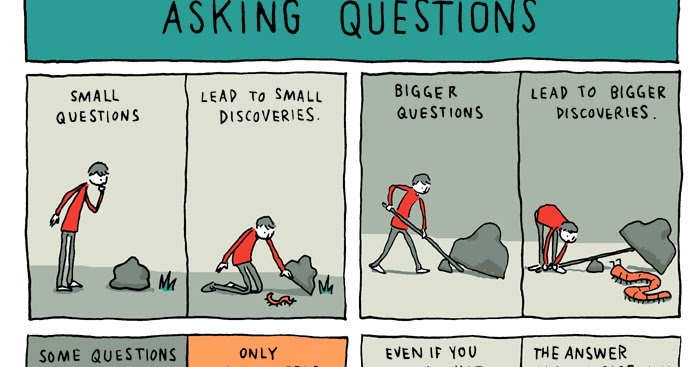 ASKING QUESTIONS
SMALL
QUESTIONS
LEAD TO SMALL
DISCOVERIES.
BIGGER
QUESTIONS
LEAD TO BIGGER
DISCOVERIES.
SOME QUESTIONS
ONLY
EVEN IF YOU
THE ANSWER